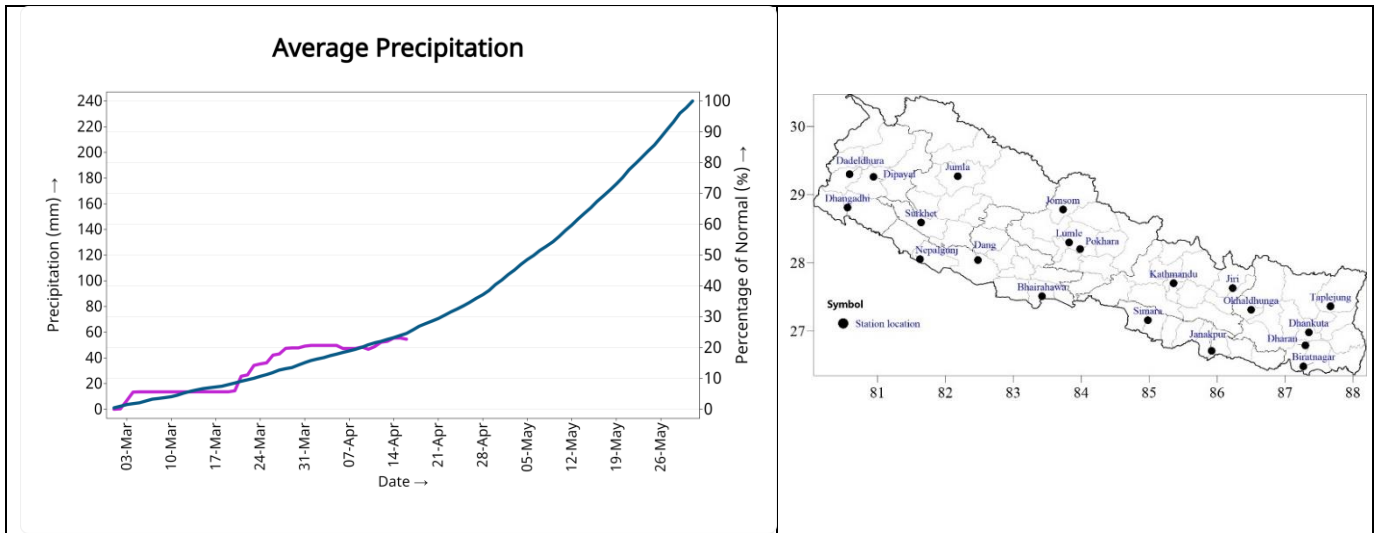 Average Precipitation
Precipitation (mm) →
240
220
200
180
160
140
120
100
80
60
40
20
0
100
90
80
70
60
50
40
30
20
10
0
Percentage of Normal (%) →
03-Mar
10-Mar
17-Mar
24-Mar
31-Mar
07-Apr
14-Apr
21-Apr
28-Apr
05-May
12-May
19-May
26-May
Date →
30
29
28
27
Dadeldhura
Dipayal
Jumla
Dhangadhi
Surkhet
Jomsom
Lumle
Pokhara
Nepalgunj
Dang
Bhairahawa
Kathmandu
Jiri
Okhaldhunga
Taplejung
Simara
Janakpur
Dhankuta
Dharan
Biratnagar
Symbol
Station location
81
82
83
84
85
86
87
88